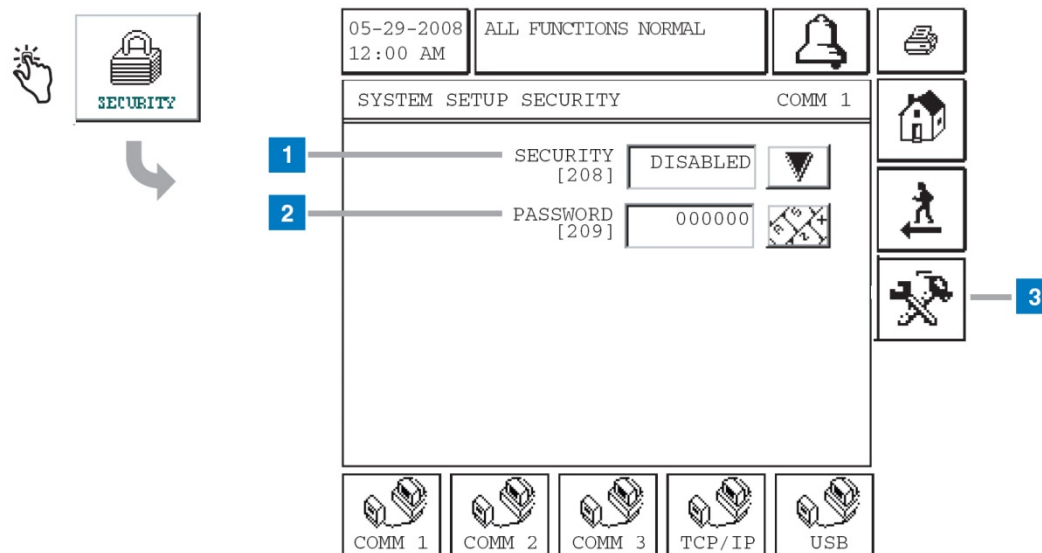 SECURITY
05-29-2008
12:00 AM
ALL FUNCTIONS NORMAL
SYSTEM SETUP SECURITY
COMM 1
1
SECURITY
[208]
DISABLED
2
PASSWORD
[209]
000000
3
COMM 1
COMM 2
COMM 3
TCP/IP
USB